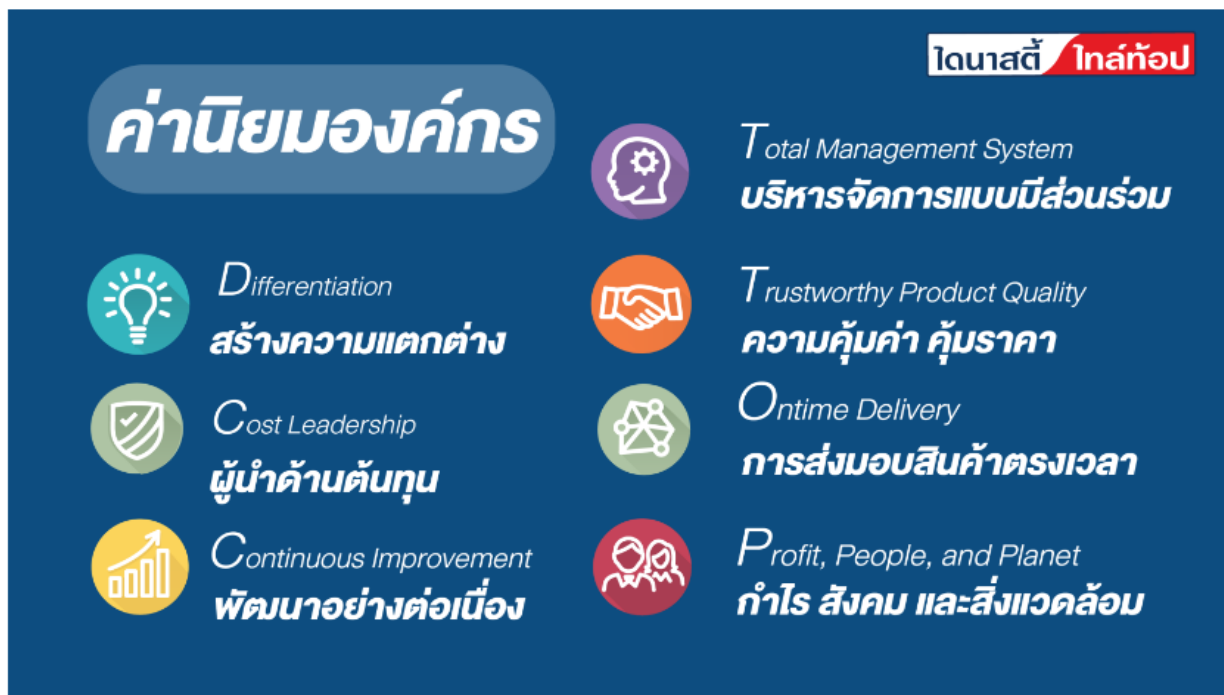 ไดนาสตี้ ไทล์ท้อป
ค่านิยมองค์กร
Differentiation
สร้างความแตกต่าง
Cost Leadership
ผู้นำด้านต้นทุน
Continuous Improvement
พัฒนาอย่างต่อเนื่อง
Total Management System
บริหารจัดการแบบมีส่วนร่วม
Trustworthy Product Quality
ความคุ้มค่า คุ้มราคา
Ontime Delivery
การส่งมอบสินค้าตรงเวลา
Profit, People, and Planet
กำไร สังคม และสิ่งแวดล้อม